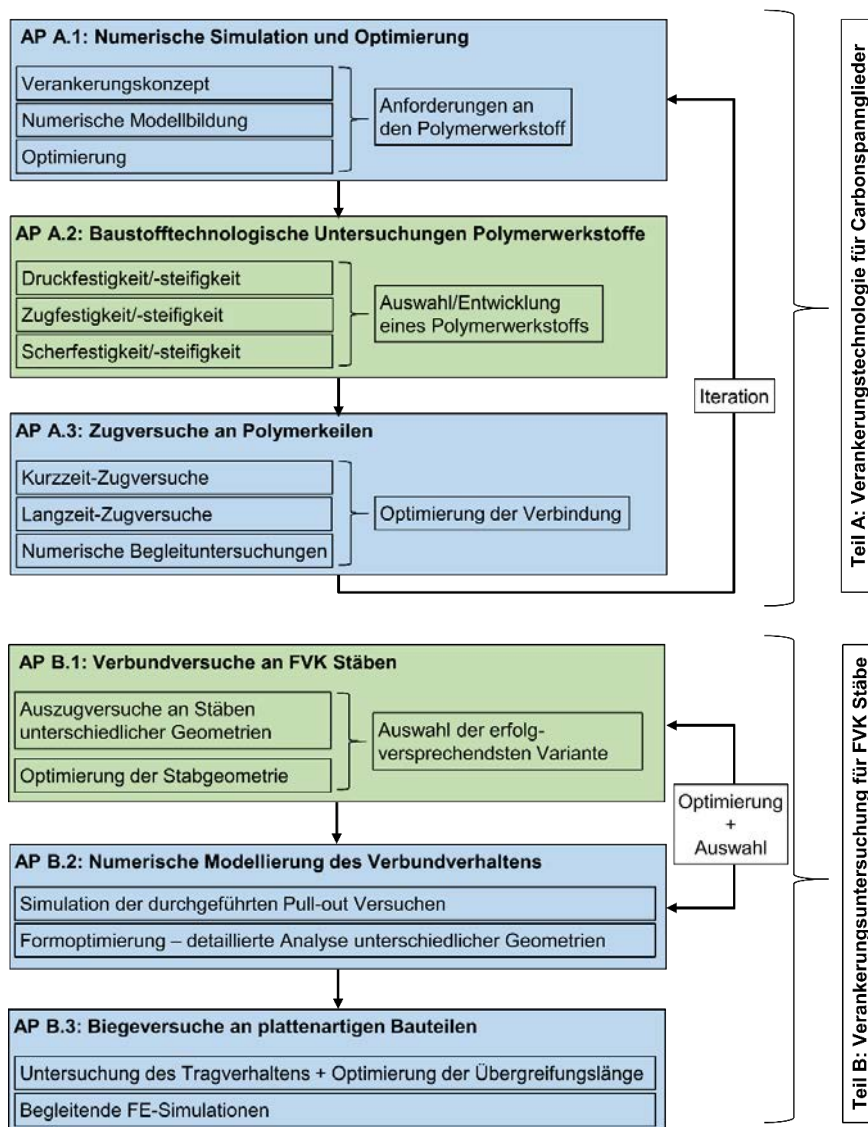 AP A.1: Numerische Simulation und Optimierung
Verankerungskonzept
Numerische Modellbildung
Optimierung
Anforderungen an
den Polymerwerkstoff
AP A.2: Baustofftechnologische Untersuchungen Polymerwerkstoffe
Druckfestigkeit/-steifigkeit
Zugfestigkeit/-steifigkeit
Scherfestigkeit/-steifigkeit
Auswahl/Entwicklung
eines Polymerwerkstoffs
AP A.3: Zugversuche an Polymerkeilen
Kurzzeit-Zugversuche
Langzeit-Zugversuche
Numerische Begleituntersuchungen
Optimierung der Verbindung
Iteration
Teil A: Verankerungstechnologie für Carbonspannglieder
AP B.1: Verbundversuche an FVK Stäben
Auszugversuche an Stäben
unterschiedlicher Geometrien
Optimierung der Stabgeometrie
Auswahl der erfolg-
versprechendsten Variante
AP B.2: Numerische Modellierung des Verbundverhaltens
Simulation der durchgeführten Pull-out Versuchen
Formoptimierung – detaillierte Analyse unterschiedlicher Geometrien
Optimierung
+
Auswahl
AP B.3: Biegeversuche an plattenartigen Bauteilen
Untersuchung des Tragverhaltens + Optimierung der Übergreifungslänge
Begleitende FE-Simulationen
Teil B: Verankerungsuntersuchung für FVK Stäbe